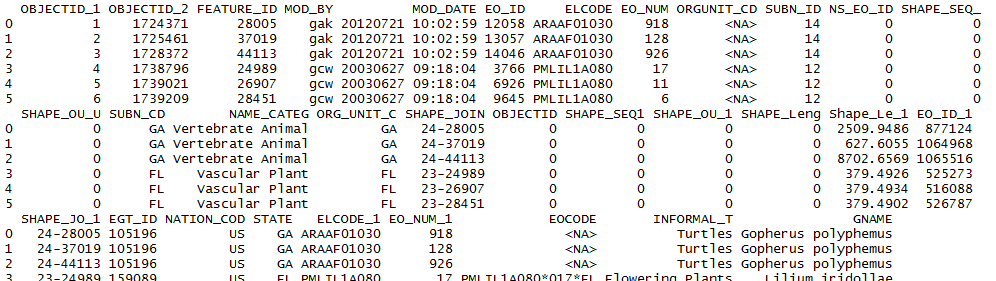 OBJECTID_1 OBJECTID_2 FEATURE_ID MOD_BY MOD_DATE EO_ID ELCODE EO_NUM ORGUNIT_CD SUBN_ID NS_EO_ID SHAPE_SEQ_
0 1 1724371 28005 gak 20120721 10:02:59 12058 ARAAF01030 918 <NA> 14 0 0
1 2 1725461 37019 gak 20120721 10:02:59 13057 ARAAF01030 128 <NA> 14 0 0
2 3 1728372 44113 gak 20120721 10:02:59 14046 ARAAF01030 926 <NA> 14 0 0
3 4 1738796 24989 gcw 20030627 09:18:04 3766 PMLIL1A080 17 <NA> 12 0 0
4 5 1739021 26907 gcw 20030627 09:18:04 6926 PMLIL1A080 11 <NA> 12 0 0
5 6 1739209 28451 gcw 20030627 09:18:04 9645 PMLIL1A080 6 <NA> 12 0 0
SHAPE_OU_U SUBN_CD NAME_CATEG ORG_UNIT_C SHAPE_JOIN OBJECTID SHAPE_SEQ1 SHAPE_OU_1 SHAPE_Leng Shape_Le_1 EO_ID_1
0 0 GA Vertebrate Animal GA 24-28005 0 0 0 0 2509.9486 877124
1 0 GA Vertebrate Animal GA 24-37019 0 0 0 0 627.6055 1064968
2 0 GA Vertebrate Animal GA 24-44113 0 0 0 0 8702.6569 1065516
3 0 FL Vascular Plant FL 23-24989 0 0 0 0 379.4926 525273
4 0 FL Vascular Plant FL 23-26907 0 0 0 0 379.4934 516088
5 0 FL Vascular Plant FL 23-28451 0 0 0 0 379.4902 526787
SHAPE_JO_1 EGT_ID NATION_COD STATE ELCODE_1 EO_NUM_1 EOCODE INFORMAL_T GNAME
0 24-28005 105196 US GA ARAAF01030 918 <NA> Turtles Gopherus polyphemus
1 24-37019 105196 US GA ARAAF01030 128 <NA> Turtles Gopherus polyphemus
2 24-44113 105196 US GA ARAAF01030 926 <NA> Turtles Gopherus polyphemus
3 23-24989 159089 US FL PMLIL1A080 17 PMLIL1A080*017*FL Flowering Plants Lilium iridollae